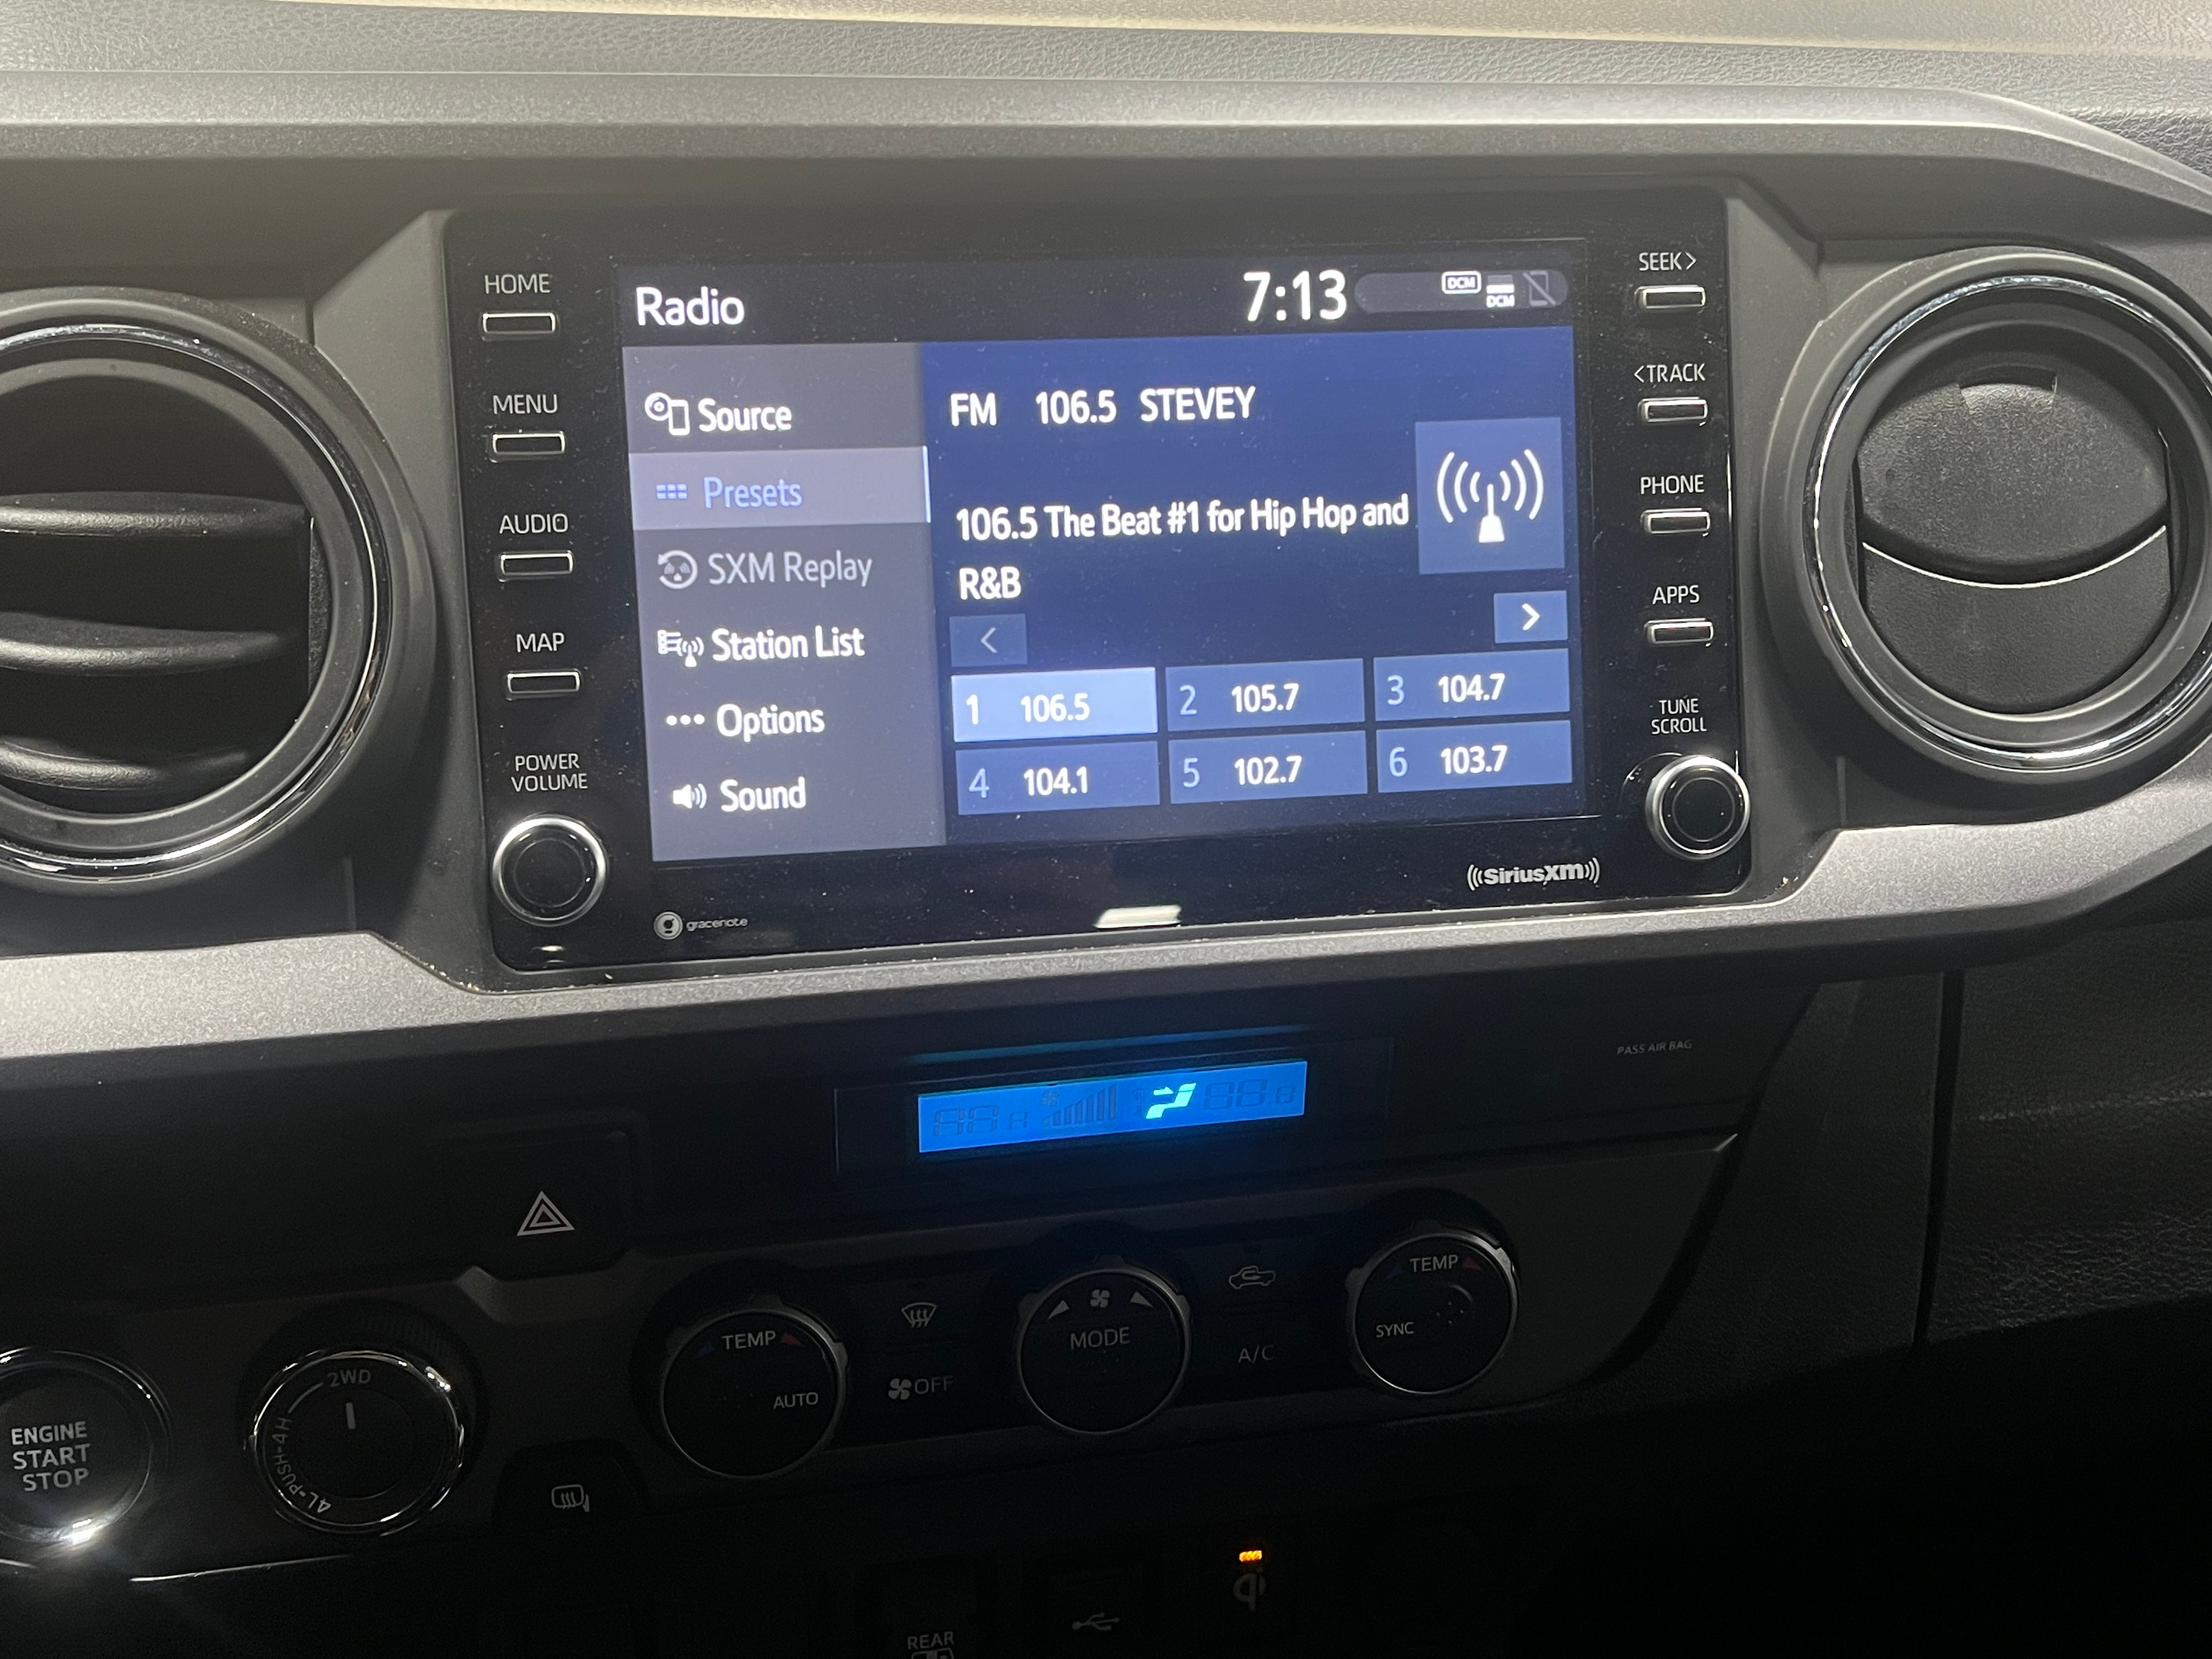 HOME
MENU
AUDIO
MAP
POWER
VOLUME
Radio
7:13
DCM
DCM
Source
Presets
SXM Replay
Station List
Options
Sound
FM 106.5 STEVEY
106.5 The Beat #1 for Hip Hop and
R&B
<
>
1 106.5
2 105.7
3 104.7
4 104.1
5 102.7
6 103.7
SEEK>
<TRACK
PHONE
APPS
TUNE
SCROLL
gracenote
((SiriusXM))
PASS AIR BAG
ENGINE
START
STOP
2WD
4L-PUSH-4H
TEMP
AUTO
OFF
MODE
A/C
TEMP
SYNC
REAR